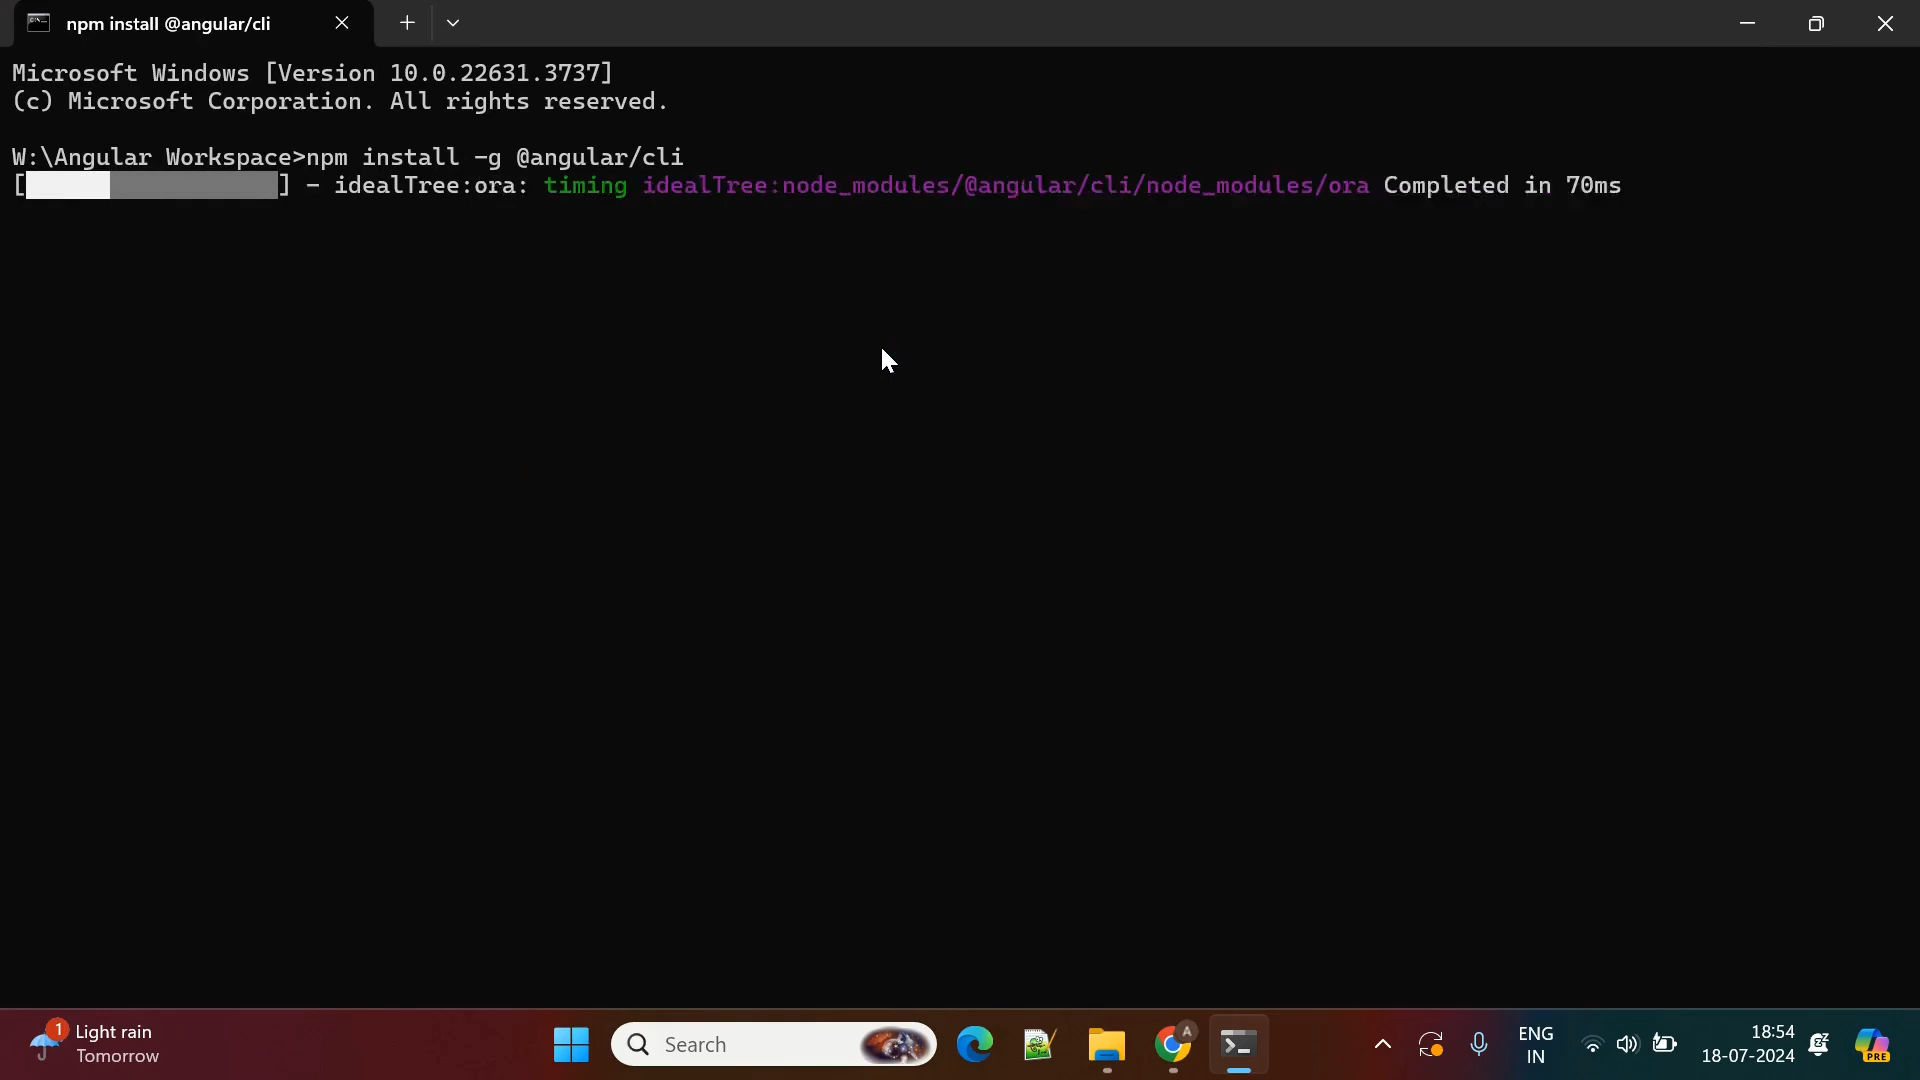 npm install @angular/cli
Microsoft Windows [Version 10.0.22631.3737]
(c) Microsoft Corporation. All rights reserved.
W:\Angular Workspace>npm install -g @angular/cli
[ ] - idealTree:ora: timing idealTree:node_modules/@angular/cli/node_modules/ora Completed in 70ms
1
Light rain
Tomorrow
Search
A
ENG
IN
18:54
18-07-2024
PRE